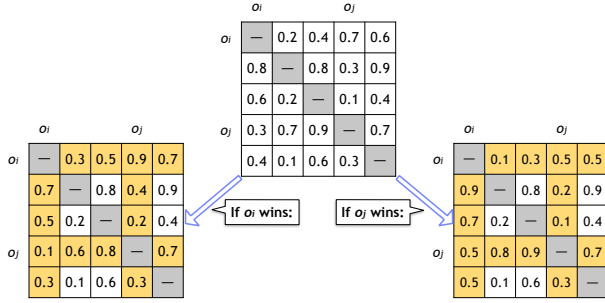 oi oj
oi — 0.2 0.4 0.7 0.6
0.8 — 0.8 0.3 0.9
0.6 0.2 — 0.1 0.4
oj 0.3 0.7 0.9 — 0.7
0.4 0.1 0.6 0.3 —
If oi wins:
If oj wins:
oi oj
oi — 0.3 0.5 0.9 0.7
0.7 — 0.8 0.4 0.9
0.5 0.2 — 0.2 0.4
oj 0.1 0.6 0.8 — 0.7
0.3 0.1 0.6 0.3 —
oi oj
oi — 0.1 0.3 0.5 0.5
0.9 — 0.8 0.2 0.9
0.7 0.2 — 0.1 0.4
oj 0.5 0.8 0.9 — 0.7
0.5 0.1 0.6 0.3 —